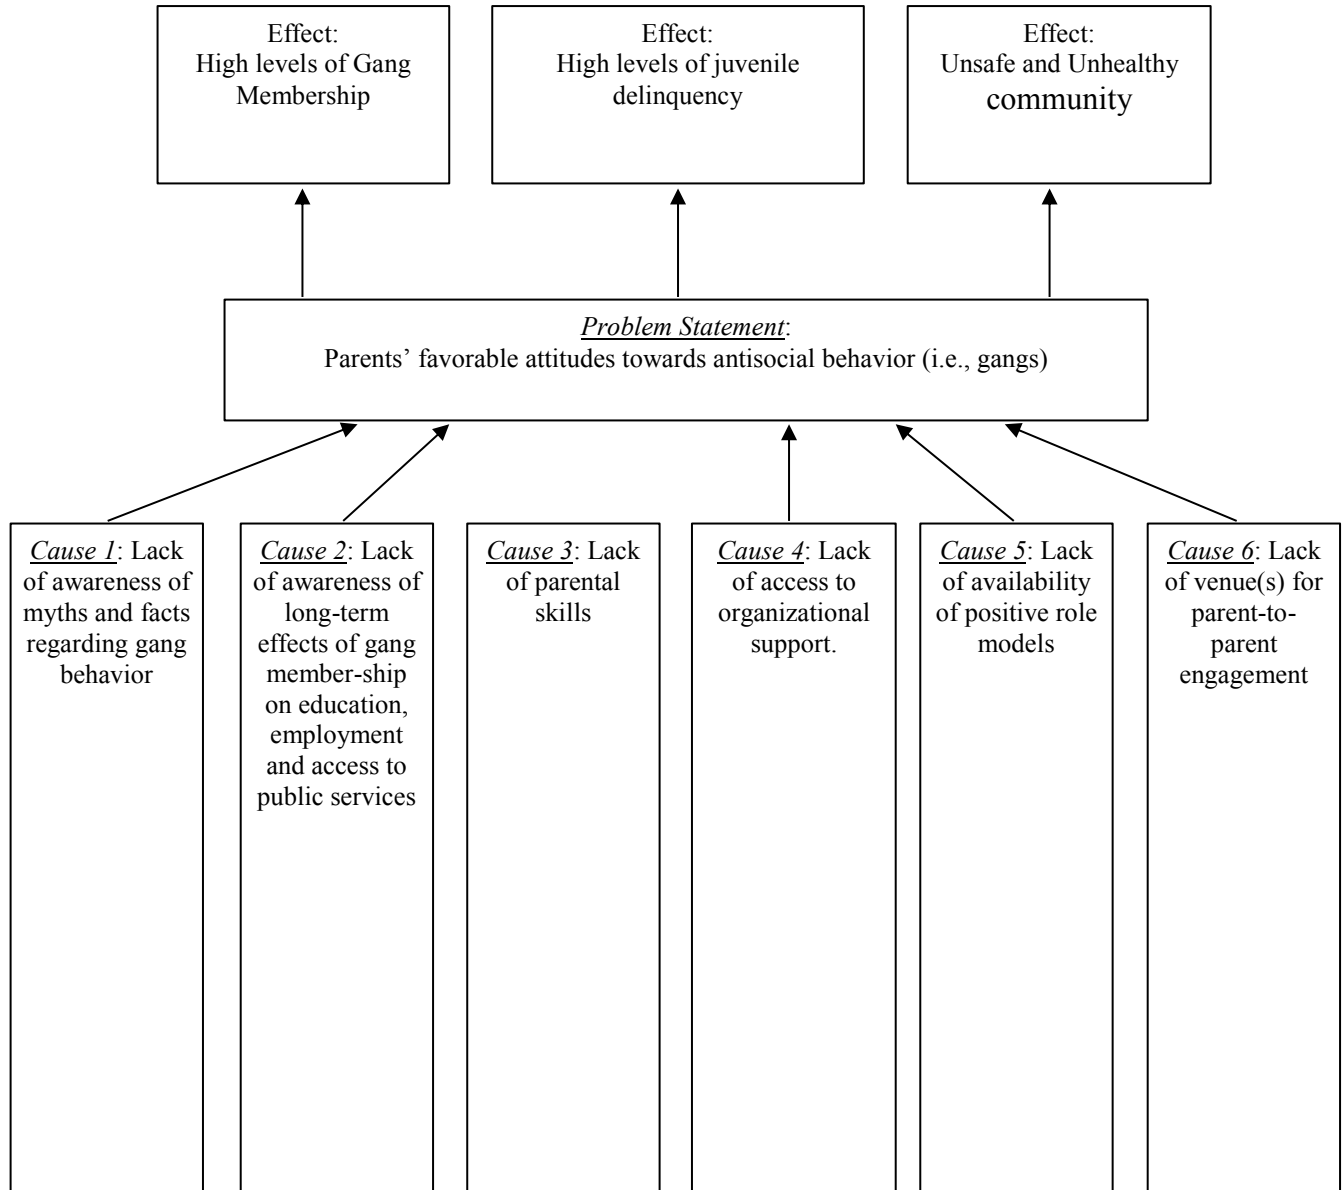 Effect:
High levels of Gang
Membership
Effect:
High levels of juvenile
delinquency
Effect:
Unsafe and Unhealthy
community
Problem Statement:
Parents’ favorable attitudes towards antisocial behavior (i.e., gangs)
Cause 1: Lack
of awareness of
myths and facts
regarding gang
behavior
Cause 2: Lack
of awareness of
long-term
effects of gang
member-ship
on education,
employment
and access to
public services
Cause 3: Lack
of parental
skills
Cause 4: Lack
of access to
organizational
support.
Cause 5: Lack
of availability
of positive role
models
Cause 6: Lack
of venue(s) for
parent-to-
parent
engagement